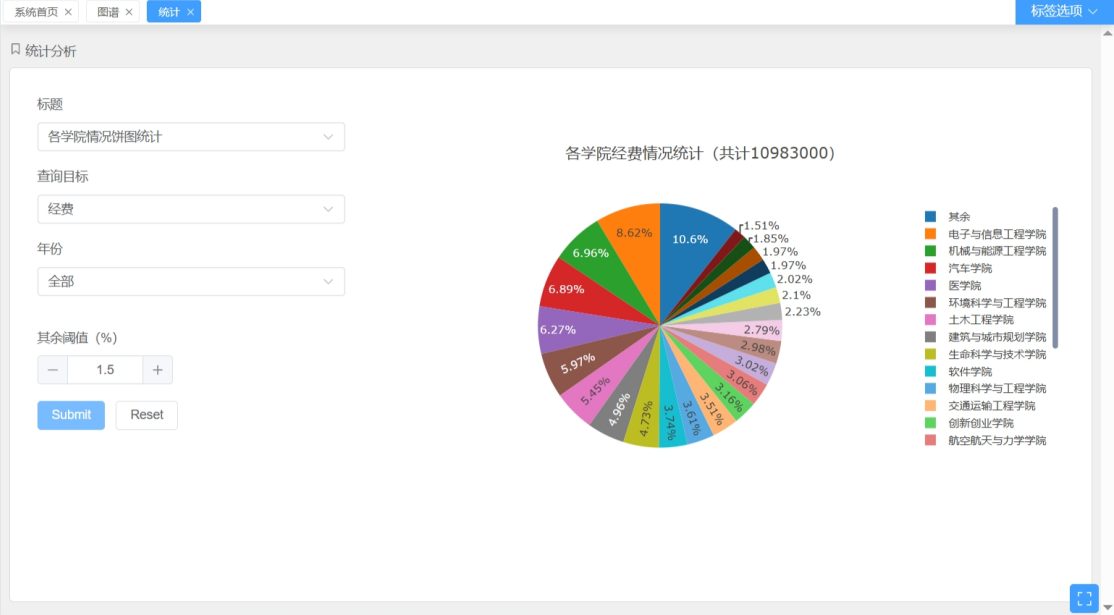 系统首页 ×
图谱 ×
统计 ×
标签选项
统计分析
标题
各学院情况饼图统计
查询目标
经费
年份
全部
其余阈值（%）
− 1.5 +
Submit
Reset
各学院经费情况统计（共计10983000）
10.6%
1.51%
1.85%
1.97%
1.97%
2.02%
2.1%
2.23%
2.79%
2.98%
3.02%
3.06%
3.16%
3.51%
3.61%
3.74%
4.73%
4.96%
5.45%
5.97%
6.27%
6.89%
6.96%
8.62%
其余
电子与信息工程学院
机械与能源工程学院
汽车学院
医学院
环境科学与工程学院
土木工程学院
建筑与城市规划学院
生命科学与技术学院
软件学院
物理科学与工程学院
交通运输工程学院
创新创业学院
航空航天与力学学院